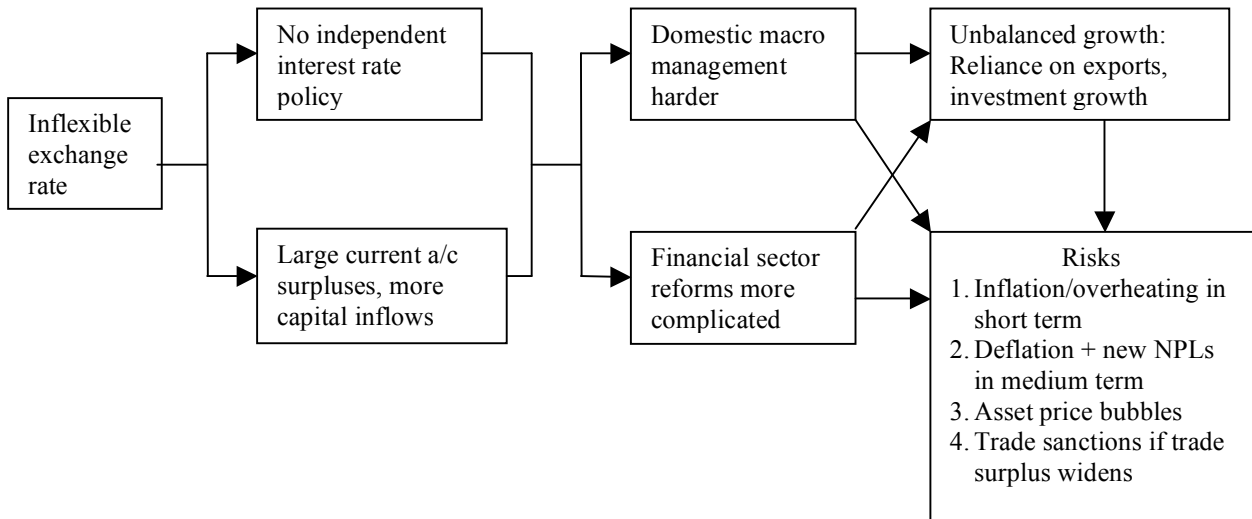 Inflexible
exchange
rate
No independent
interest rate
policy
Large current a/c
surpluses, more
capital inflows
Domestic macro
management
harder
Financial sector
reforms more
complicated
Unbalanced growth:
Reliance on exports,
investment growth
Risks
1. Inflation/overheating in
short term
2. Deflation + new NPLs
in medium term
3. Asset price bubbles
4. Trade sanctions if trade
surplus widens